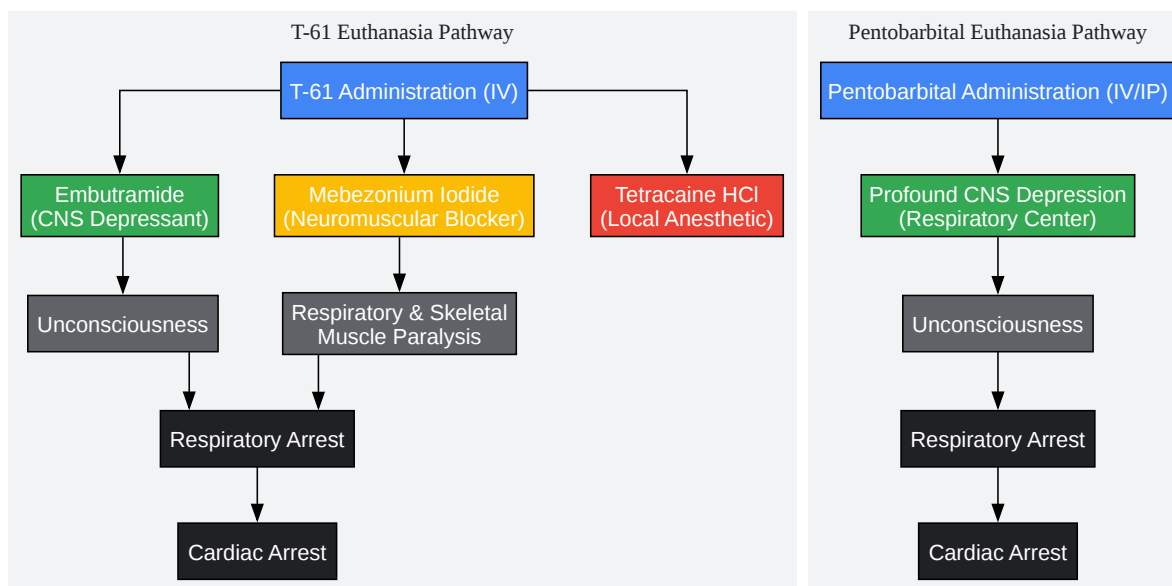 T-61 Euthanasia Pathway
T-61 Administration (IV)
Embutramide
(CNS Depressant)
Mebezonium Iodide
(Neuromuscular Blocker)
Tetracaine HCl
(Local Anesthetic)
Unconsciousness
Respiratory & Skeletal
Muscle Paralysis
Respiratory Arrest
Cardiac Arrest
Pentobarbital Euthanasia Pathway
Pentobarbital Administration (IV/IP)
Profound CNS Depression
(Respiratory Center)
Unconsciousness
Respiratory Arrest
Cardiac Arrest